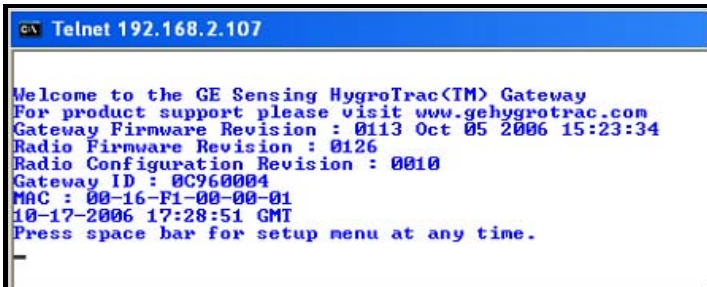 Telnet 192.168.2.107
Welcome to the GE Sensing HygroTrac(TM) Gateway
For product support please visit www.gehygrotrac.com
Gateway Firmware Revision : 0113 Oct 05 2006 15:23:34
Radio Firmware Revision : 0126
Radio Configuration Revision : 0010
Gateway ID : 0C960004
MAC : 00-16-F1-00-00-01
10-17-2006 17:28:51 GMT
Press space bar for setup menu at any time.